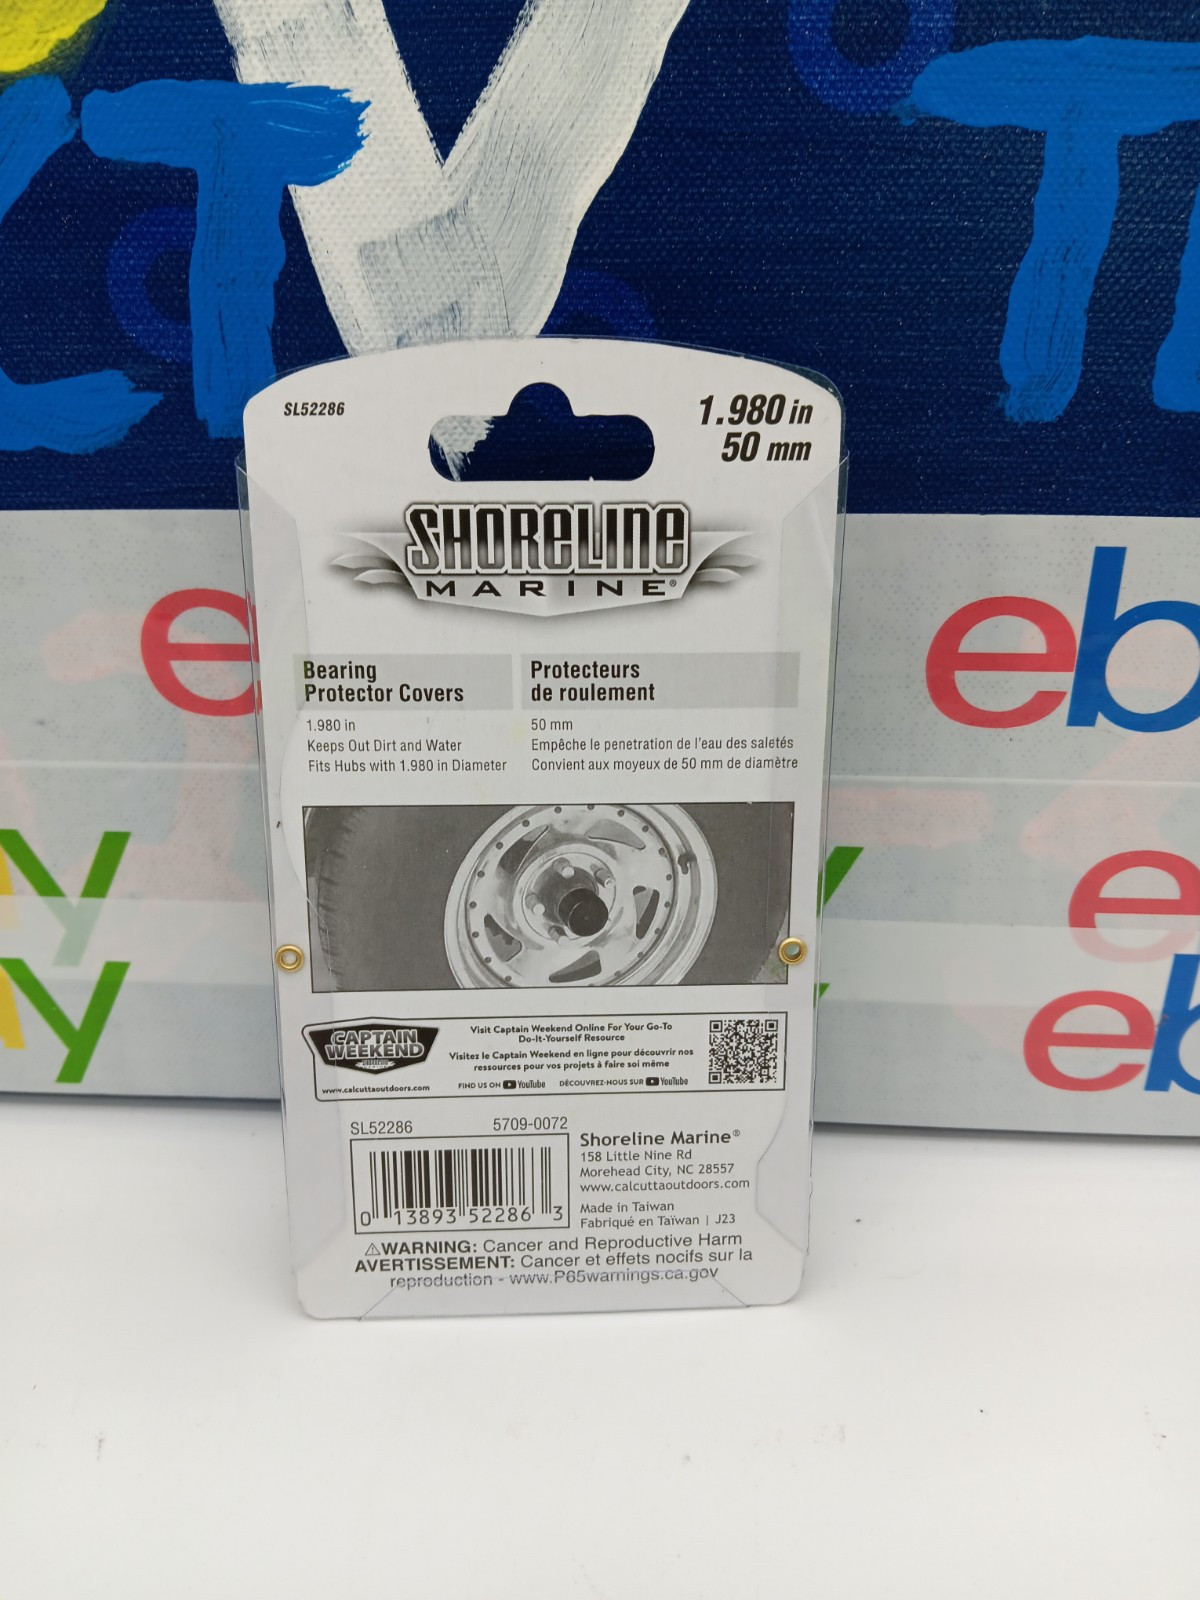 CT
T
SL52286
1.980 in
50 mm
SHORELINE
MARINE®
Bearing
Protector Covers
1.980 in
Keeps Out Dirt and Water
Fits Hubs with 1.980 in Diameter
Protecteurs
de roulement
50 mm
Empêche le penetration de l'eau des saletés
Convient aux moyeux de 50 mm de diamètre
e
eb
ay
e
ay
eb
CAPTAIN
WEEKEND
www.calcuttaoutdoors.com
Visit Captain Weekend Online For Your Go-To
Do-It-Yourself Resource
Visitez le Captain Weekend en ligne pour découvrir nos
ressources pour vos projets à faire soi même
FIND US ON YouTube DÉCOUVREZ-NOUS SUR YouTube
SL52286 5709-0072
0 13893 52286 3
Shoreline Marine®
158 Little Nine Rd
Morehead City, NC 28557
www.calcuttaoutdoors.com
Made in Taiwan
Fabriqué en Taïwan | J23
⚠WARNING: Cancer and Reproductive Harm
AVERTISSEMENT: Cancer et effets nocifs sur la
reproduction - www.P65warnings.ca.gov